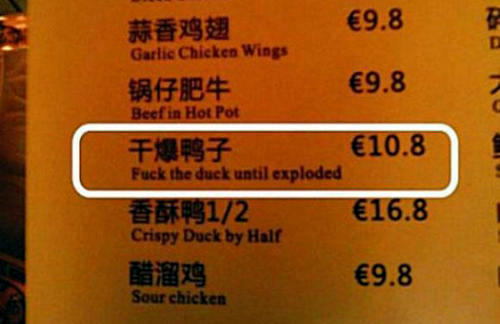 蒜香鸡翅 €9.8
Garlic Chicken Wings
锅仔肥牛 €9.8
Beef in Hot Pot
干爆鸭子 €10.8
Fuck the duck until exploded
香酥鸭1/2 €16.8
Crispy Duck by Half
醋溜鸡 €9.8
Sour chicken